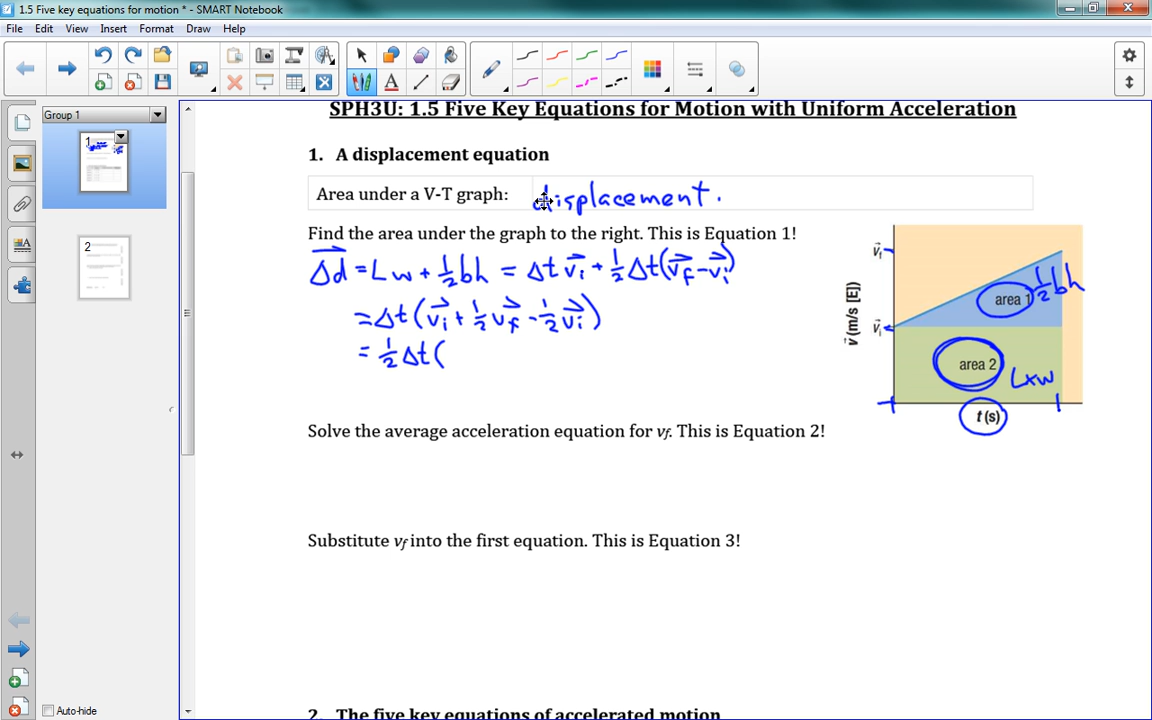 1.5 Five key equations for motion * - SMART Notebook
File Edit View Insert Format Draw Help
Group 1
1
2
Auto-hide
SPH3U: 1.5 Five Key Equations for Motion with Uniform Acceleration
1. A displacement equation
Area under a V-T graph: displacement.
Find the area under the graph to the right. This is Equation 1!
Δd⃗ = Lw + ½bh = Δt v⃗i + ½Δt(v⃗f - v⃗i)
= Δt(v⃗i + ½v⃗f - ½v⃗i)
= ½Δt(
v⃗f
v⃗ (m/s [E])
v⃗i
area 1 ½bh
area 2 Lxw
t (s)
Solve the average acceleration equation for vf. This is Equation 2!
Substitute vf into the first equation. This is Equation 3!
2. The five key equations of accelerated motion